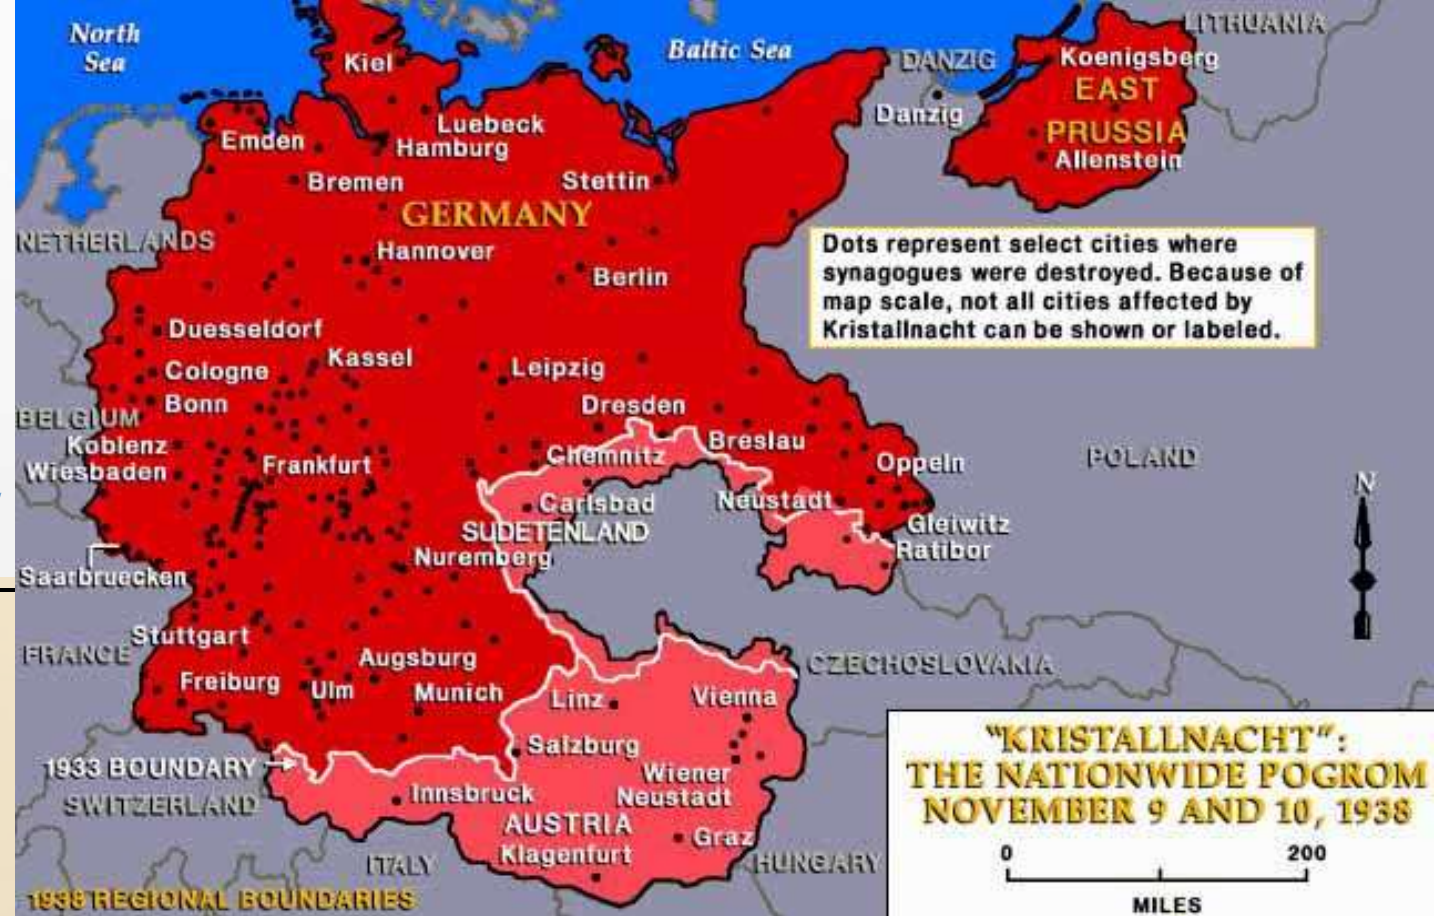 North
Sea
Baltic Sea
LITHUANIA
DANZIG
Danzig
Koenigsberg
EAST
PRUSSIA
Allenstein
Kiel
Luebeck
Hamburg
Emden
Bremen
Stettin
GERMANY
NETHERLANDS
Hannover
Berlin
Dots represent select cities where
synagogues were destroyed. Because of
map scale, not all cities affected by
Kristallnacht can be shown or labeled.
Duesseldorf
Kassel
Cologne
Leipzig
Bonn
Dresden
BELGIUM
Koblenz
Breslau
Wiesbaden
Frankfurt
Chemnitz
Oppeln
POLAND
N
Carlsbad
Neustadt
SUDETENLAND
Gleiwitz
Nuremberg
Ratibor
Saarbruecken
Stuttgart
FRANCE
Augsburg
CZECHOSLOVAKIA
Freiburg
Ulm
Munich
Linz
Vienna
Salzburg
1933 BOUNDARY
Wiener
Neustadt
SWITZERLAND
Innsbruck
AUSTRIA
Graz
Klagenfurt
ITALY
HUNGARY
1938 REGIONAL BOUNDARIES
"KRISTALLNACHT":
THE NATIONWIDE POGROM
NOVEMBER 9 AND 10, 1938
0 200
MILES